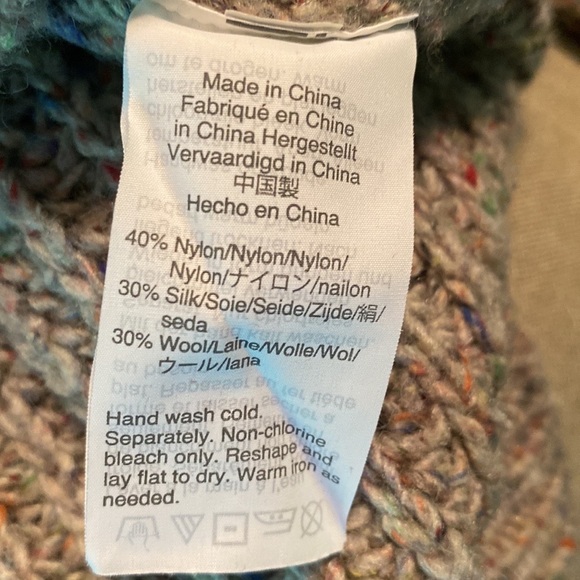 Made in China
Fabriqué en Chine
in China Hergestellt
Vervaardigd in China
中国製
Hecho en China
40% Nylon/Nylon/Nylon/
Nylon/ナイロン/nailon
30% Silk/Soie/Seide/Zijde/絹/
seda
30% Wool/Laine/Wolle/Wol/
ウール/lana
Hand wash cold.
Separately. Non-chlorine
bleach only. Reshape and
lay flat to dry. Warm iron as
needed.